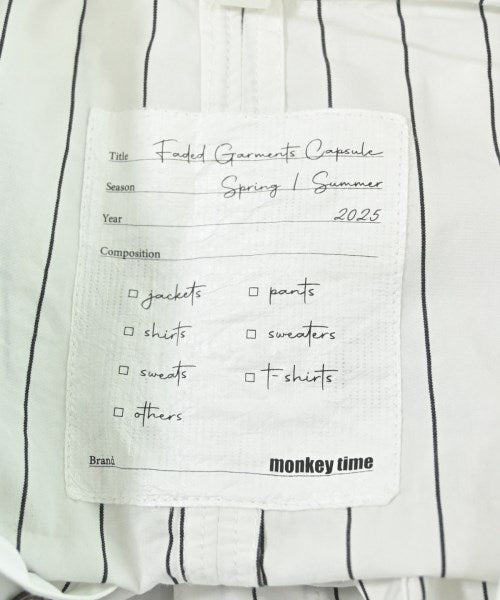 Title Faded Garments Capsule
Season Spring / Summer
Year 2025
Composition
☐ jackets ☐ pants
☐ shirts ☐ sweaters
☐ sweats ☐ t-shirts
☐ others
Brand monkey time